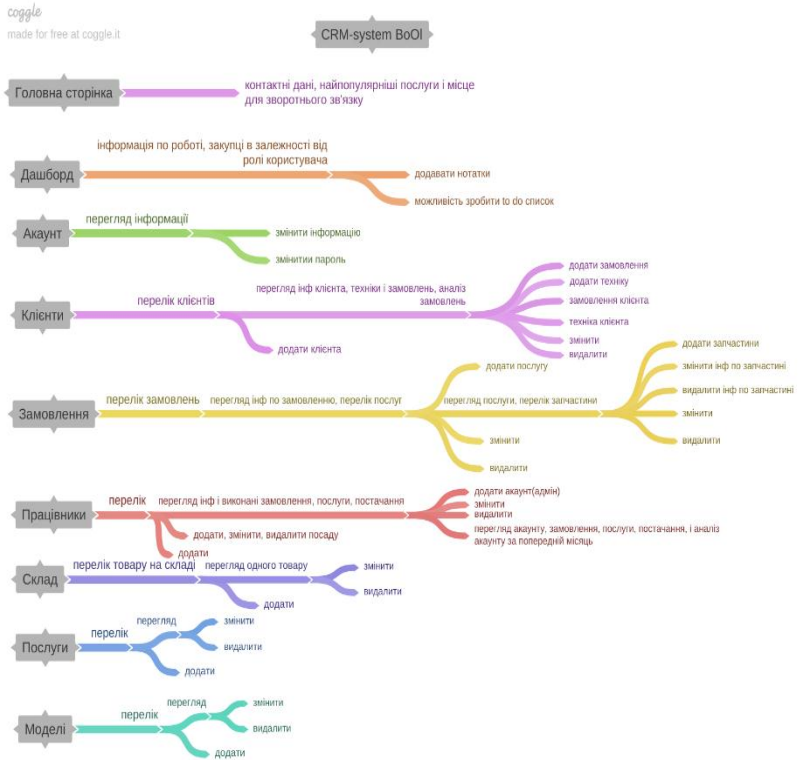 coggle
made for free at coggle.it
CRM-system BoOl
Головна сторінка
контактні дані, найпопулярніші послуги і місце
для зворотнього зв'язку
Дашборд
інформація по роботі, закупці в залежності від
ролі користувача
додавати нотатки
можливість зробити to do список
Акаунт
перегляд інформації
змінити інформацію
змінитии пароль
Клієнти
перелік клієнтів
перегляд інф клієнта, техніки і замовлень, аналіз
замовлень
додати замовлення
додати техніку
замовлення клієнта
техніка клієнта
змінити
видалити
додати клієнта
Замовлення
перелік замовлень
перегляд інф по замовленню, перелік послуг
додати послугу
перегляд послуги, перелік запчастини
додати запчастини
змінити інф по запчастині
видалити інф по запчастині
змінити
видалити
змінити
видалити
Працівники
перелік
перегляд інф і виконані замовлення, послуги, постачання
додати акаунт(адмін)
змінити
видалити
перегляд акаунту, замовлення, послуги, постачання, і аналіз
акаунту за попередній місяць
додати, змінити, видалити посаду
додати
Склад
перелік товару на складі
перегляд одного товару
змінити
видалити
додати
Послуги
перелік
перегляд
змінити
видалити
додати
Моделі
перелік
перегляд
змінити
видалити
додати